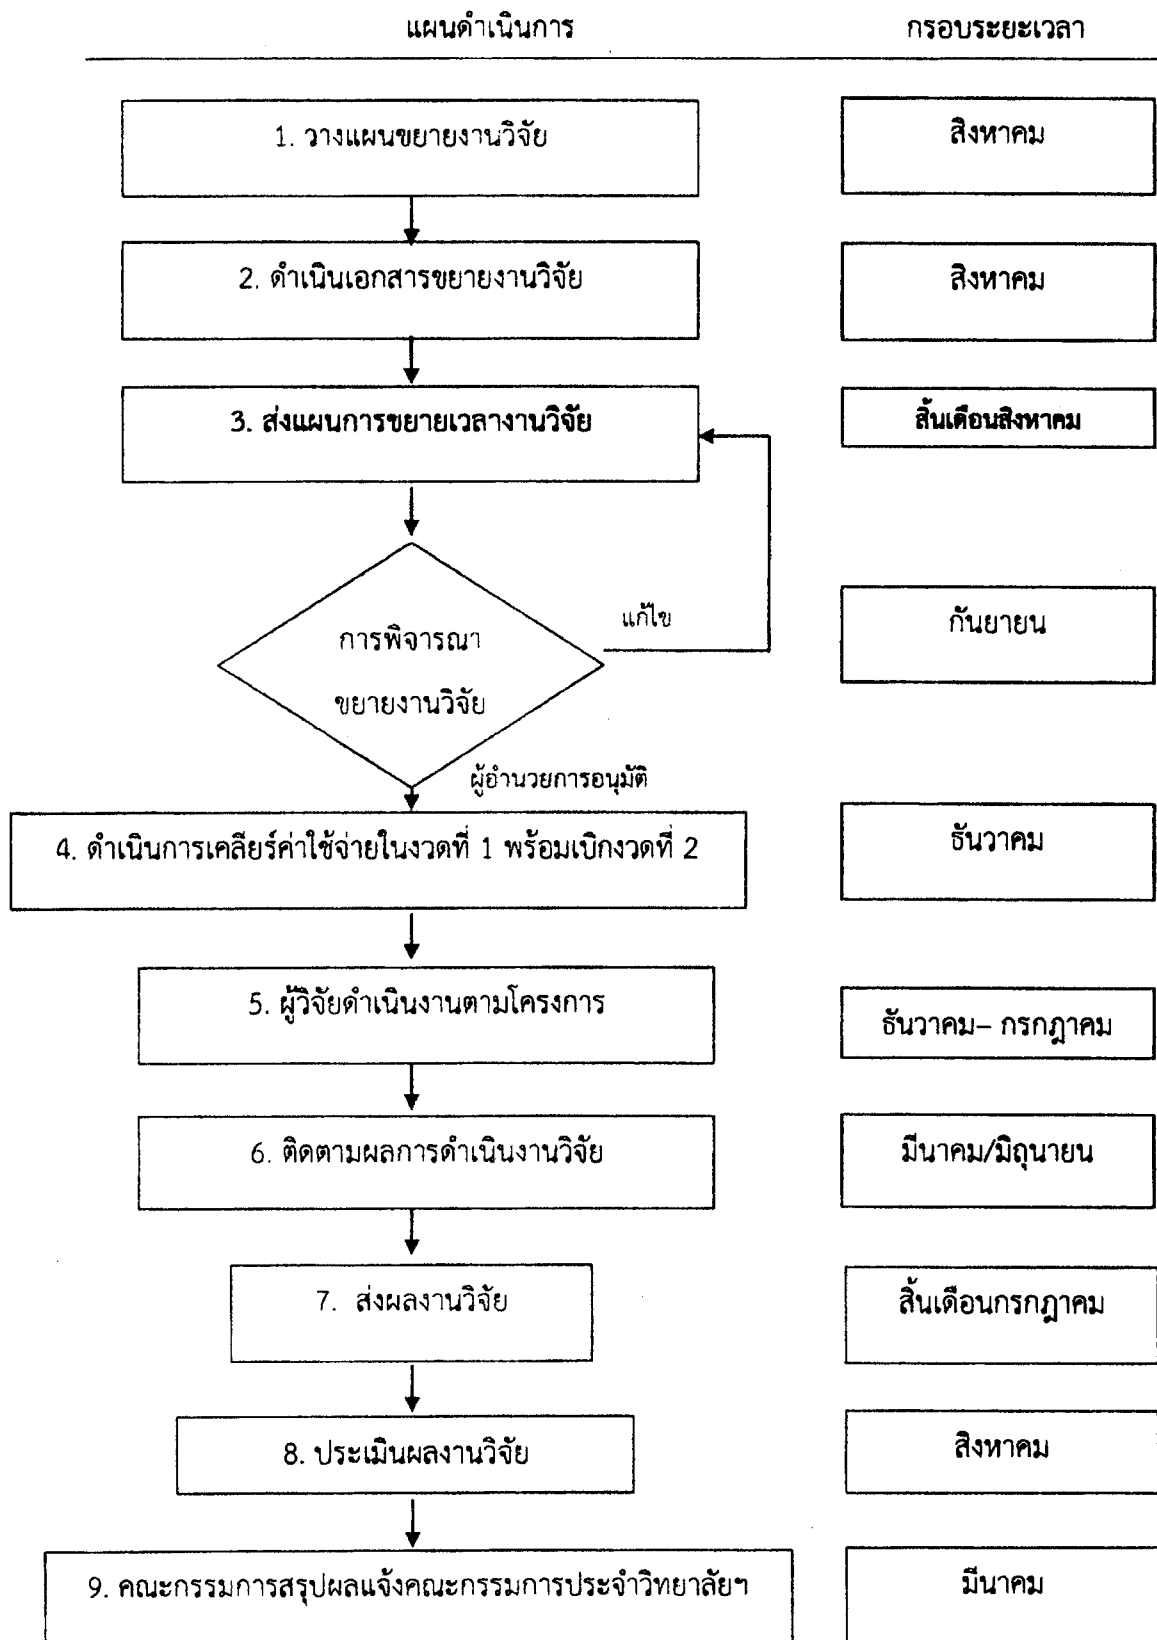 แผนดำเนินการ กรอบระยะเวลา
1. วางแผนขยายงานวิจัย สิงหาคม
2. ดำเนินเอกสารขยายงานวิจัย สิงหาคม
3. ส่งแผนการขยายเวลางานวิจัย สิ้นเดือนสิงหาคม
แก้ไข กันยายน
การพิจารณา
ขยายงานวิจัย
ผู้อำนวยการอนุมัติ
4. ดำเนินการเคลียร์ค่าใช้จ่ายในงวดที่ 1 พร้อมเบิกงวดที่ 2 ธันวาคม
5. ผู้วิจัยดำเนินงานตามโครงการ ธันวาคม– กรกฎาคม
6. ติดตามผลการดำเนินงานวิจัย มีนาคม/มิถุนายน
7. ส่งผลงานวิจัย สิ้นเดือนกรกฎาคม
8. ประเมินผลงานวิจัย สิงหาคม
9. คณะกรรมการสรุปผลแจ้งคณะกรรมการประจำวิทยาลัยฯ มีนาคม